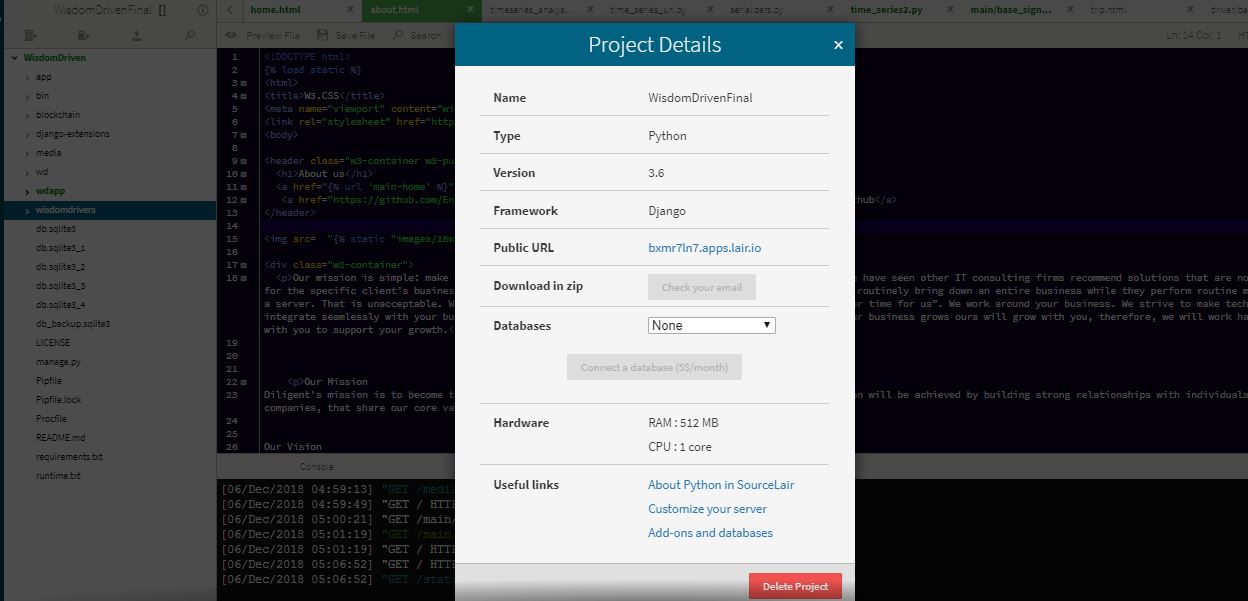 WisdomDrivenFinal []
home.html ×
about.html ×
timeseries_analys... ×
time_series_url.py ×
serializers.py ×
time_series2.py ×
main/base_sign... ×
trip.html ×
driver/ba
Preview File Save File Search
Ln: 14 Col: 1 HT
Project Details ×
WisdomDriven
app
bin
blockchain
django-extensions
media
wd
wdapp
wisdomdrivers
db.sqlite3
db.sqlite3_1
db.sqlite3_2
db.sqlite3_3
db.sqlite3_4
db_backup.sqlite3
LICENSE
manage.py
Pipfile
Pipfile.lock
Procfile
README.md
requirements.txt
runtime.txt
1 <!DOCTYPE html>
2 {% load static %}
3 <html>
4 <title>W3.CSS</title>
5 <meta name="viewport" content="wi
6 <link rel="stylesheet" href="http
7 <body>
8
9 <header class="w3-container w3-pu
10 <h1>About us</h1>
11 <a href="{% url 'main-home' %}"
12 <a href="https://github.com/En thub</a>
13 </header>
14
15 <img src= "{% static "images/18w
16
17 <div class="w3-container">
18 <p>Our mission is simple: make e have seen other IT consulting firms recommend solutions that are no
for the specific client's busines routinely bring down an entire business while they perform routine m
a server. That is unacceptable. W er time for us". We work around your business. We strive to make tech
integrate seamlessly with your bu r business grows ours will grow with you, therefore, we will work ha
with you to support your growth.<
19
20
21
22 <p>Our Mission
23 Diligent's mission is to become t n will be achieved by building strong relationships with individuals
companies, that share our core va
24
25
26 Our Vision
Console
[06/Dec/2018 04:59:13] "GET /medi
[06/Dec/2018 04:59:49] "GET / HTT
[06/Dec/2018 05:00:21] "GET /main/
[06/Dec/2018 05:01:19] "GET /main
[06/Dec/2018 05:01:19] "GET / HTT
[06/Dec/2018 05:06:52] "GET / HTT
[06/Dec/2018 05:06:52] "GET /stat
Name WisdomDrivenFinal
Type Python
Version 3.6
Framework Django
Public URL bxmr7ln7.apps.lair.io
Download in zip Check your email
Databases None
Connect a database (5$/month)
Hardware RAM : 512 MB
CPU : 1 core
Useful links About Python in SourceLair
Customize your server
Add-ons and databases
Delete Project